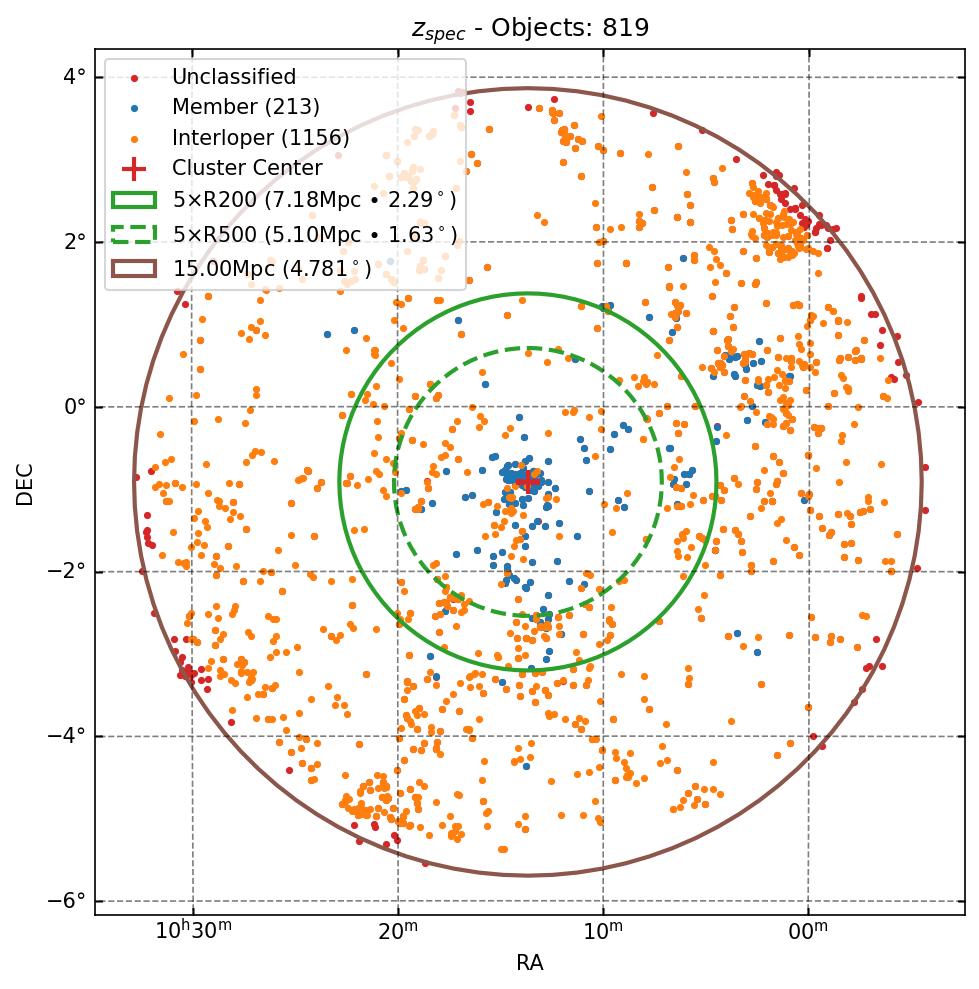 z_spec - Objects: 819
Unclassified
Member (213)
Interloper (1156)
Cluster Center
5×R200 (7.18Mpc • 2.29°)
5×R500 (5.10Mpc • 1.63°)
15.00Mpc (4.781°)
4°
2°
0°
−2°
−4°
−6°
DEC
10ʰ30ᵐ 20ᵐ 10ᵐ 00ᵐ
RA